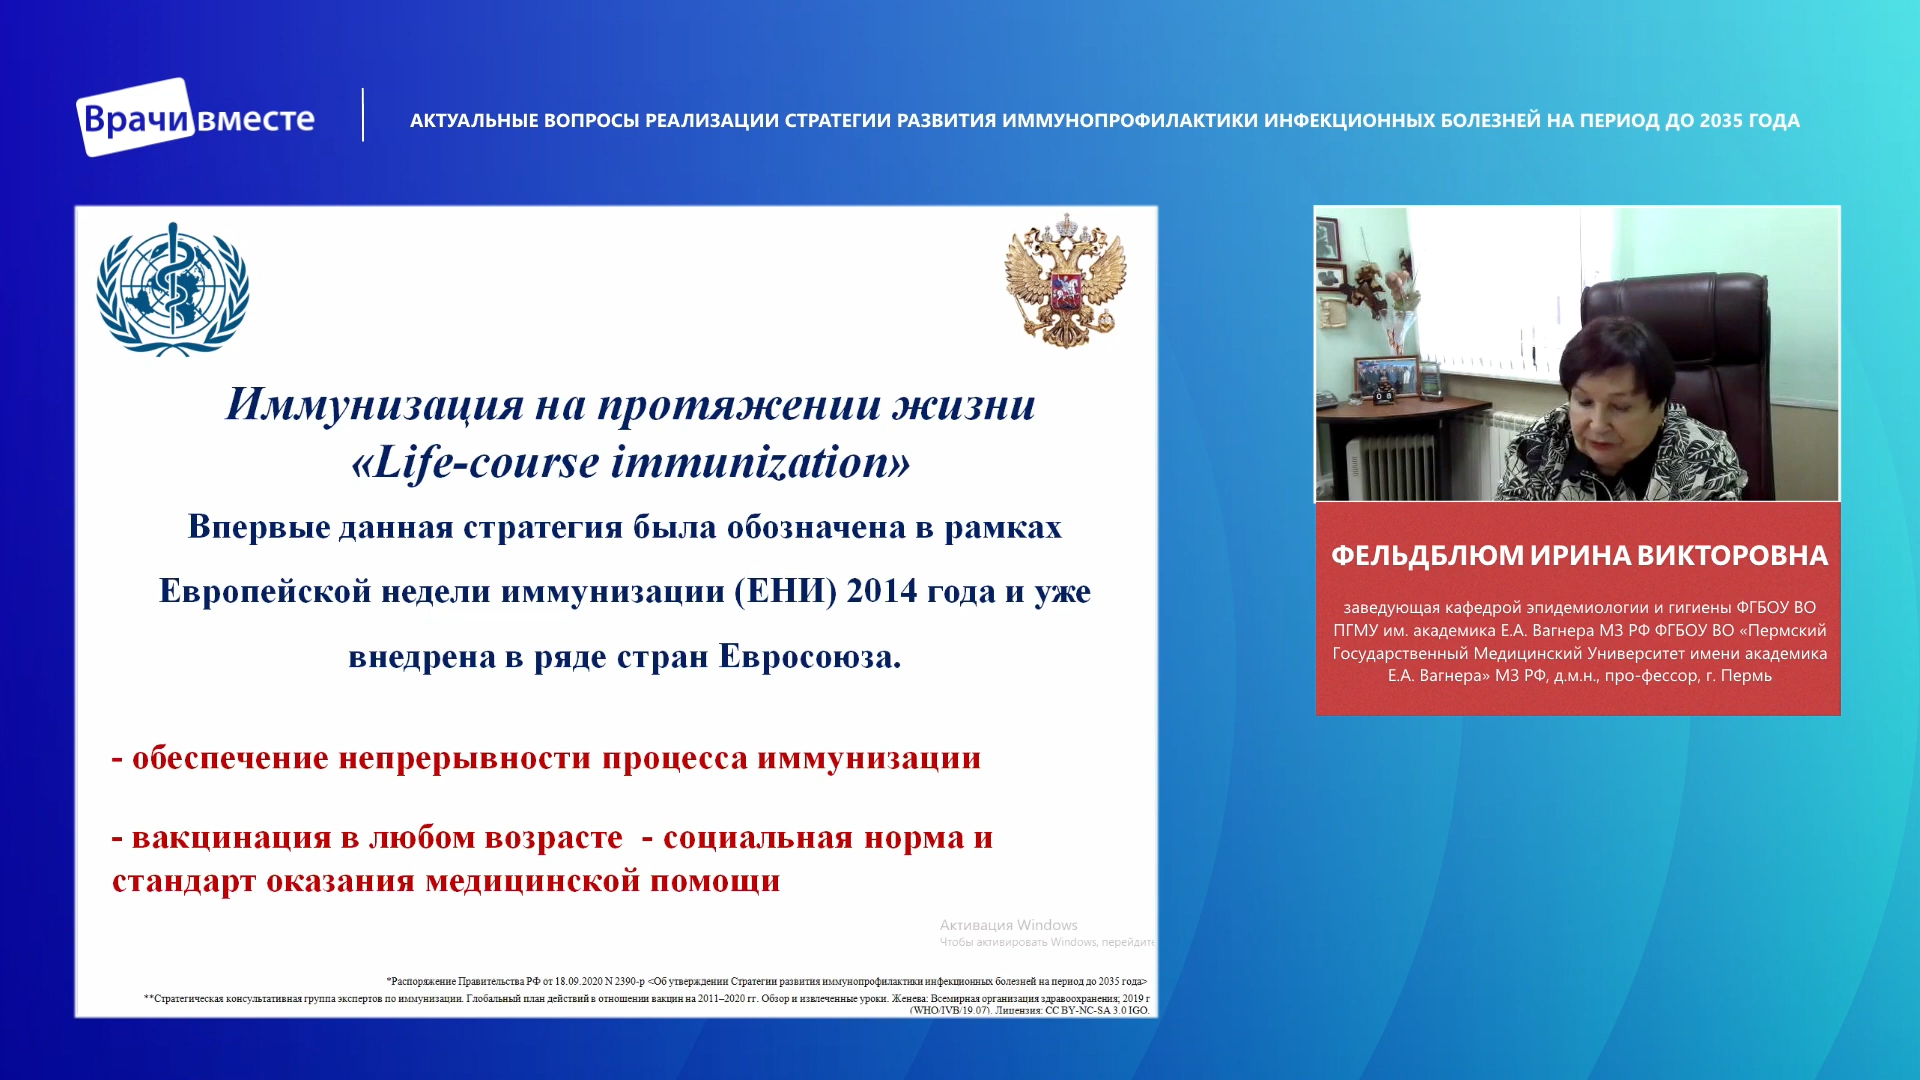 Врачи вместе
АКТУАЛЬНЫЕ ВОПРОСЫ РЕАЛИЗАЦИИ СТРАТЕГИИ РАЗВИТИЯ ИММУНОПРОФИЛАКТИКИ ИНФЕКЦИОННЫХ БОЛЕЗНЕЙ НА ПЕРИОД ДО 2035 ГОДА
Иммунизация на протяжении жизни
«Life-course immunization»
Впервые данная стратегия была обозначена в рамках
Европейской недели иммунизации (ЕНИ) 2014 года и уже
внедрена в ряде стран Евросоюза.
- обеспечение непрерывности процесса иммунизации
- вакцинация в любом возрасте - социальная норма и
стандарт оказания медицинской помощи
Активация Windows
Чтобы активировать Windows, перейдите
*Распоряжение Правительства РФ от 18.09.2020 N 2390-р <Об утверждении Стратегии развития иммунопрофилактики инфекционных болезней на период до 2035 года>
**Стратегическая консультативная группа экспертов по иммунизации. Глобальный план действий в отношении вакцин на 2011–2020 гг. Обзор и извлеченные уроки. Женева: Всемирная организация здравоохранения; 2019 г
(WHO/IVB/19.07). Лицензия: CC BY-NC-SA 3.0 IGO.
ФЕЛЬДБЛЮМ ИРИНА ВИКТОРОВНА
заведующая кафедрой эпидемиологии и гигиены ФГБОУ ВО
ПГМУ им. академика Е.А. Вагнера МЗ РФ ФГБОУ ВО «Пермский
Государственный Медицинский Университет имени академика
Е.А. Вагнера» МЗ РФ, д.м.н., про-фессор, г. Пермь